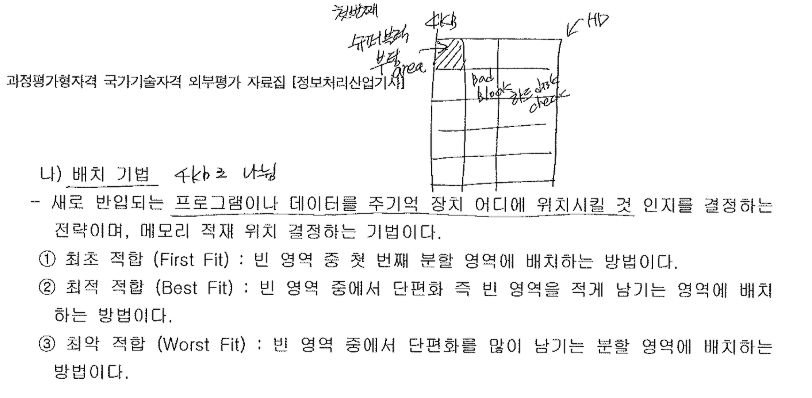 첫번째
4kb
HD
슈퍼브럭
부팅
area
과정평가형자격 국가기술자격 외부평가 자료집 [정보처리산업기사]
Bad
Block
하드disk
check
나) 배치 기법 4kb로 나눔
- 새로 반입되는 프로그램이나 데이터를 주기억 장치 어디에 위치시킬 것 인지를 결정하는
전략이며, 메모리 적재 위치 결정하는 기법이다.
① 최초 적합 (First Fit) : 빈 영역 중 첫 번째 분할 영역에 배치하는 방법이다.
② 최적 적합 (Best Fit) : 빈 영역 중에서 단편화 즉 빈 영역을 적게 남기는 영역에 배치
하는 방법이다.
③ 최악 적합 (Worst Fit) : 빈 영역 중에서 단편화를 많이 남기는 분할 영역에 배치하는
방법이다.